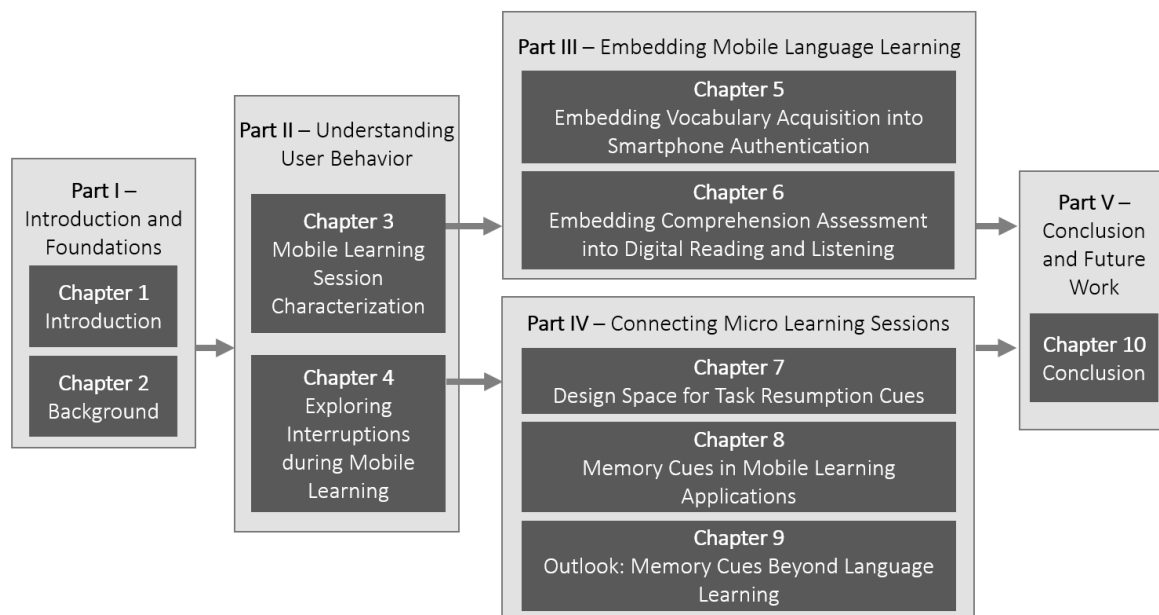 Part I –
Introduction and
Foundations
Chapter 1
Introduction
Chapter 2
Background
Part II – Understanding
User Behavior
Chapter 3
Mobile Learning
Session
Characterization
Chapter 4
Exploring
Interruptions
during Mobile
Learning
Part III – Embedding Mobile Language Learning
Chapter 5
Embedding Vocabulary Acquisition into
Smartphone Authentication
Chapter 6
Embedding Comprehension Assessment
into Digital Reading and Listening
Part IV – Connecting Micro Learning Sessions
Chapter 7
Design Space for Task Resumption Cues
Chapter 8
Memory Cues in Mobile Learning
Applications
Chapter 9
Outlook: Memory Cues Beyond Language
Learning
Part V –
Conclusion
and Future
Work
Chapter 10
Conclusion